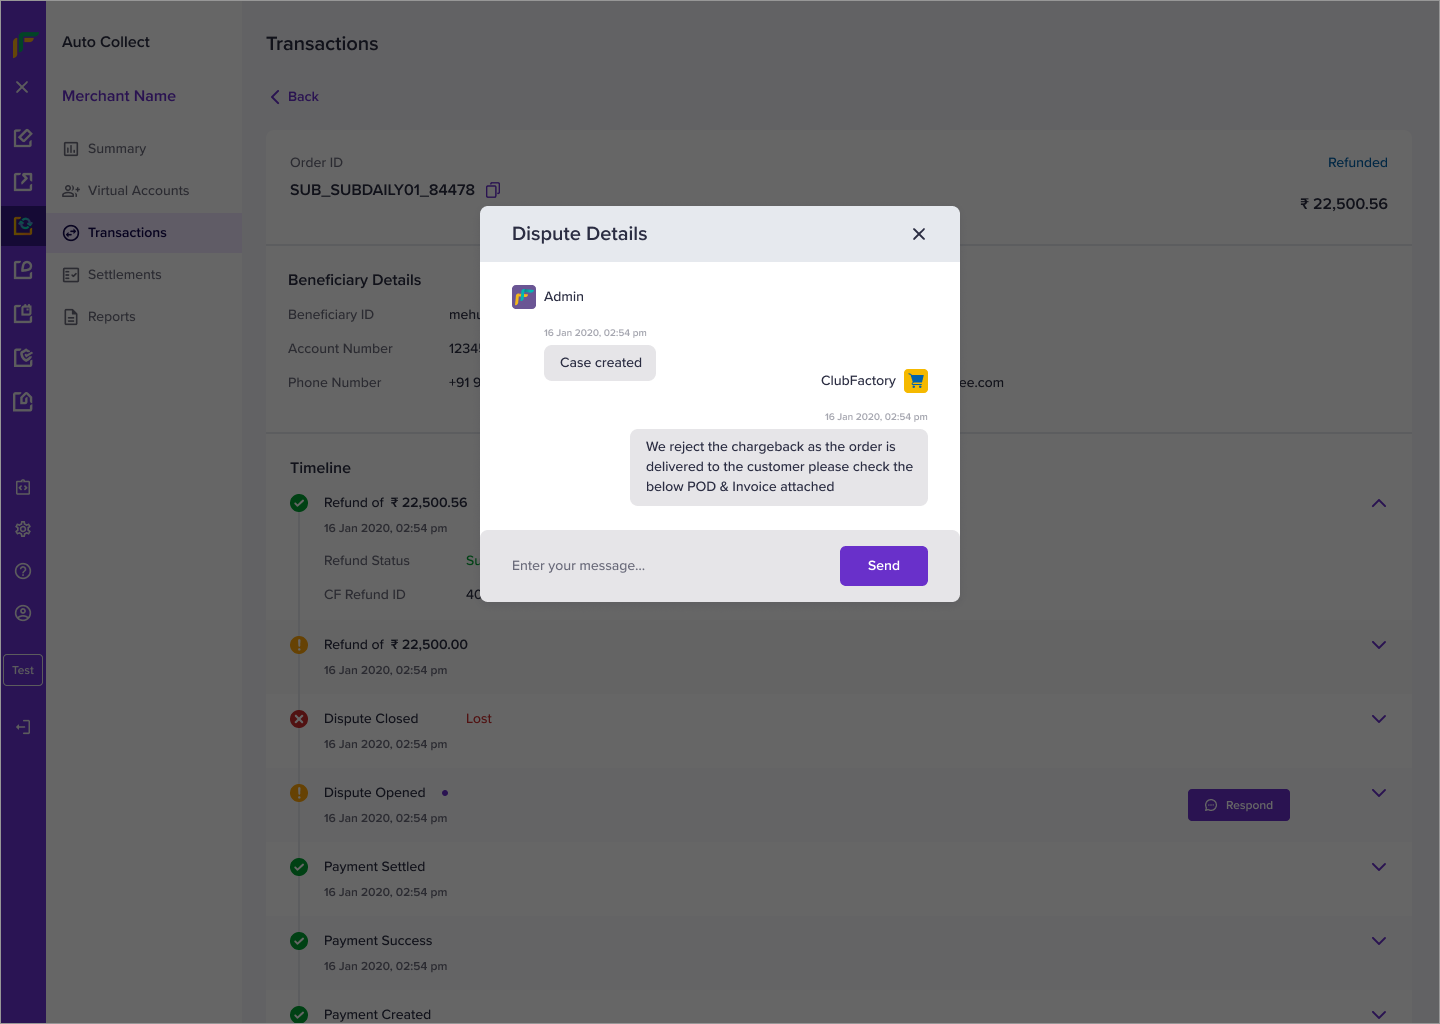 Auto Collect
Merchant Name
Summary
Virtual Accounts
Transactions
Settlements
Reports
Test
Transactions
Back
Order ID
SUB_SUBDAILY01_84478
Refunded
₹ 22,500.56
Beneficiary Details
Beneficiary ID
Account Number
Phone Number
+91 9
ee.com
Timeline
Refund of ₹ 22,500.56
16 Jan 2020, 02:54 pm
Refund Status
CF Refund ID
Refund of ₹ 22,500.00
16 Jan 2020, 02:54 pm
Dispute Closed Lost
16 Jan 2020, 02:54 pm
Dispute Opened
16 Jan 2020, 02:54 pm
Respond
Payment Settled
16 Jan 2020, 02:54 pm
Payment Success
16 Jan 2020, 02:54 pm
Payment Created
Dispute Details
Admin
16 Jan 2020, 02:54 pm
Case created
ClubFactory
16 Jan 2020, 02:54 pm
We reject the chargeback as the order is
delivered to the customer please check the
below POD & Invoice attached
Enter your message...
Send